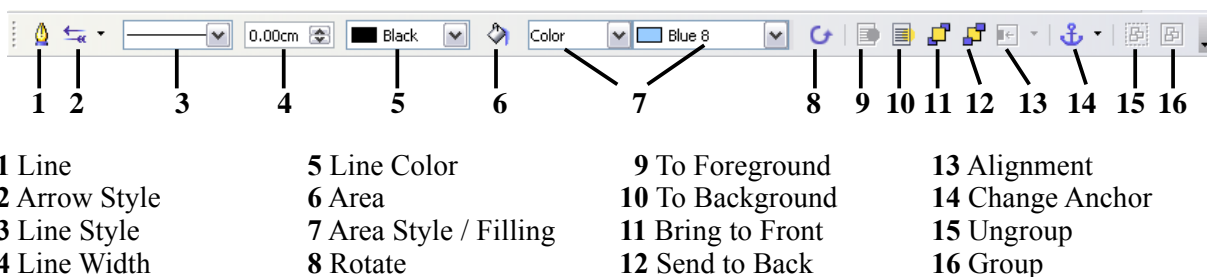 0.00cm Black Color Blue 8
1 2 3 4 5 6 7 8 9 10 11 12 13 14 15 16
1 Line 5 Line Color 9 To Foreground 13 Alignment
2 Arrow Style 6 Area 10 To Background 14 Change Anchor
3 Line Style 7 Area Style / Filling 11 Bring to Front 15 Ungroup
4 Line Width 8 Rotate 12 Send to Back 16 Group